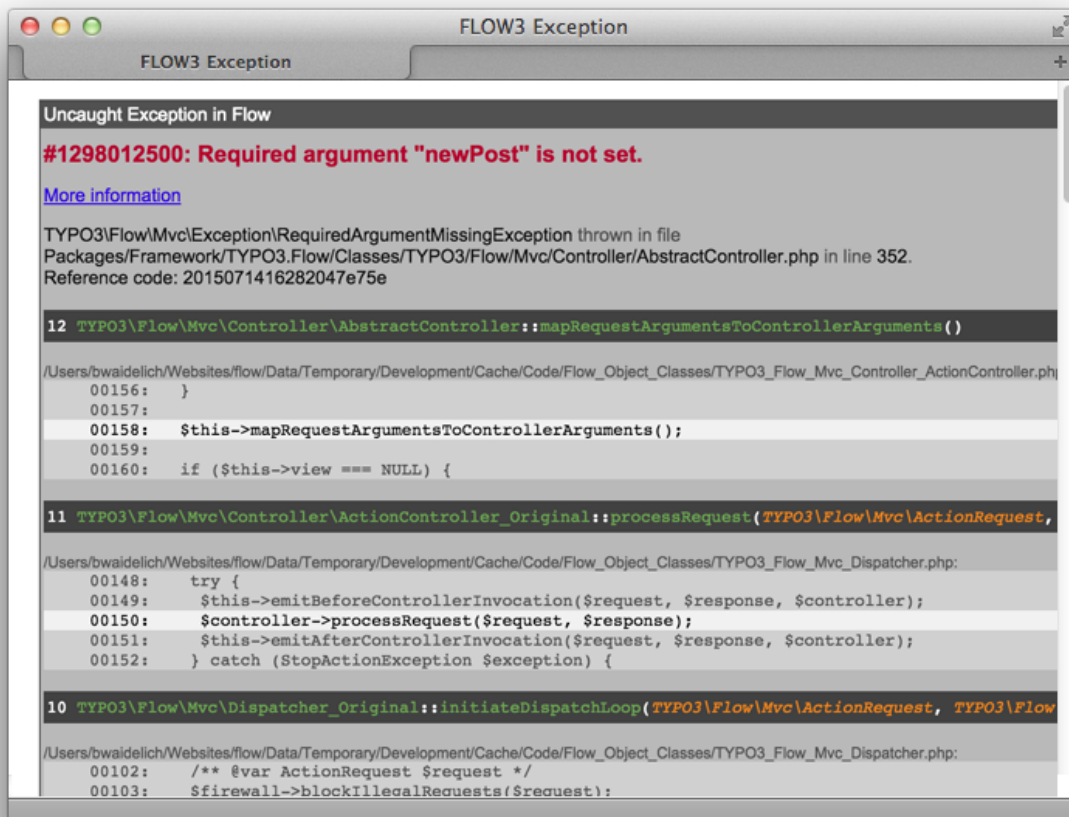 FLOW3 Exception
FLOW3 Exception
Uncaught Exception in Flow
#1298012500: Required argument "newPost" is not set.
More information
TYPO3\Flow\Mvc\Exception\RequiredArgumentMissingException thrown in file
Packages/Framework/TYPO3.Flow/Classes/TYPO3/Flow/Mvc/Controller/AbstractController.php in line 352.
Reference code: 2015071416282047e75e
12 TYPO3\Flow\Mvc\Controller\AbstractController::mapRequestArgumentsToControllerArguments()
/Users/bwaidelich/Websites/flow/Data/Temporary/Development/Cache/Code/Flow_Object_Classes/TYPO3_Flow_Mvc_Controller_ActionController.php
00156: }
00157:
00158: $this->mapRequestArgumentsToControllerArguments();
00159:
00160: if ($this->view === NULL) {
11 TYPO3\Flow\Mvc\Controller\ActionController_Original::processRequest(TYPO3\Flow\Mvc\ActionRequest,
/Users/bwaidelich/Websites/flow/Data/Temporary/Development/Cache/Code/Flow_Object_Classes/TYPO3_Flow_Mvc_Dispatcher.php:
00148: try {
00149: $this->emitBeforeControllerInvocation($request, $response, $controller);
00150: $controller->processRequest($request, $response);
00151: $this->emitAfterControllerInvocation($request, $response, $controller);
00152: } catch (StopActionException $exception) {
10 TYPO3\Flow\Mvc\Dispatcher_Original::initiateDispatchLoop(TYPO3\Flow\Mvc\ActionRequest, TYPO3\Flow
/Users/bwaidelich/Websites/flow/Data/Temporary/Development/Cache/Code/Flow_Object_Classes/TYPO3_Flow_Mvc_Dispatcher.php:
00102: /** @var ActionRequest $request */
00103: $firewall->blockIllegalRequests($request);